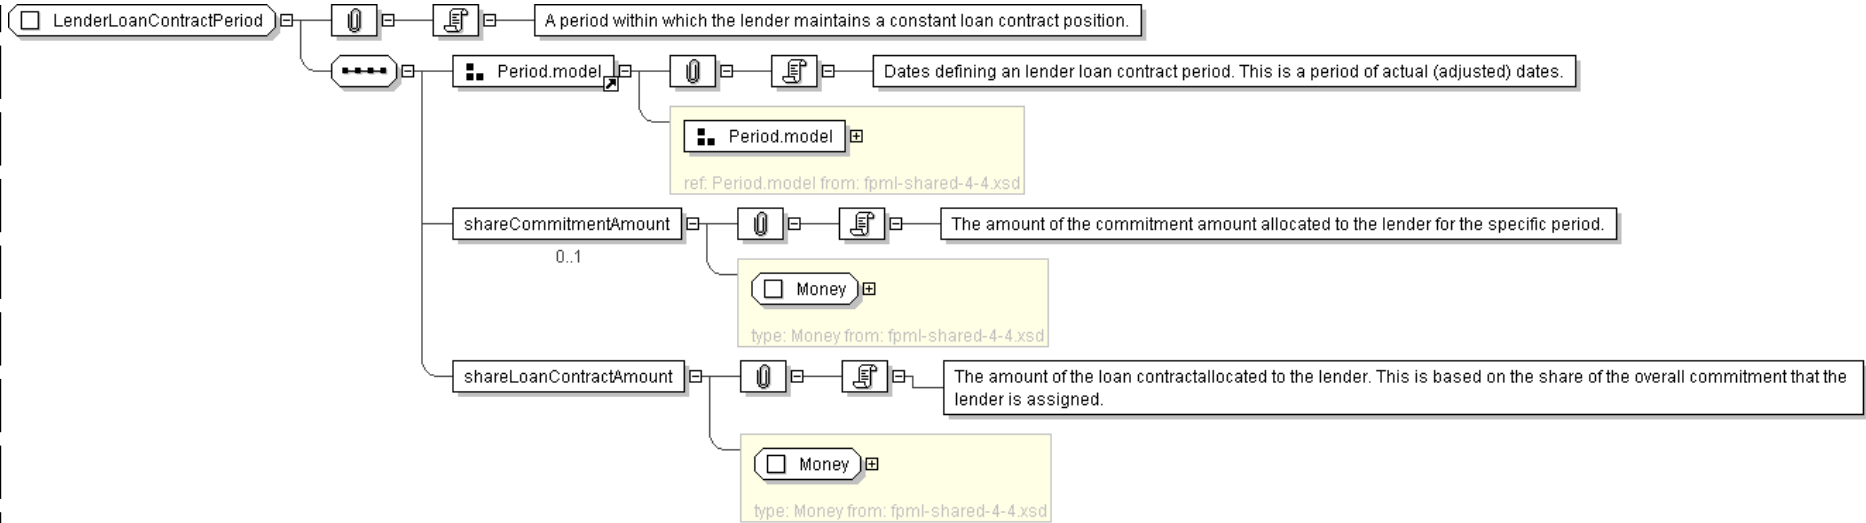 LenderLoanContractPeriod
A period within which the lender maintains a constant loan contract position.
Period.model
Dates defining an lender loan contract period. This is a period of actual (adjusted) dates.
Period.model
ref: Period.model from: fpml-shared-4-4.xsd
shareCommitmentAmount
The amount of the commitment amount allocated to the lender for the specific period.
0..1
Money
type: Money from: fpml-shared-4-4.xsd
shareLoanContractAmount
The amount of the loan contractallocated to the lender. This is based on the share of the overall commitment that the
lender is assigned.
Money
type: Money from: fpml-shared-4-4.xsd